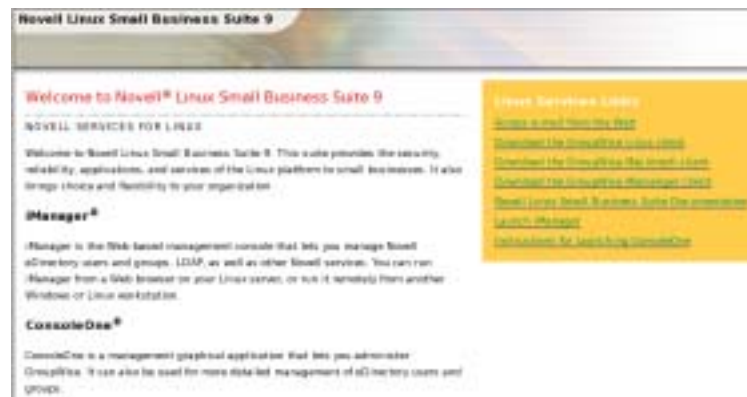 Novell Linux Small Business Suite 9
Welcome to Novell® Linux Small Business Suite 9
NOVELL SERVICES FOR LINUX
Welcome to Novell Linux Small Business Suite 9. This suite provides the security,
reliability, applications, and services of the Linux platform to small businesses. It also
brings choice and flexibility to your organization.
iManager®
iManager is the Web-based management console that lets you manage Novell
eDirectory users and groups, LDAP, as well as other Novell services. You can run
iManager from a Web browser on your Linux server, or run it remotely from another
Windows or Linux workstation.
ConsoleOne®
ConsoleOne is a management graphical application that lets you administer
GroupWise. It can also be used for more detailed management of eDirectory users and
groups.
Linux Services Links
Access e-mail from the Web
Download the GroupWise Linux client
Download the GroupWise Macintosh client
Download the GroupWise Messenger client
Novell Linux Small Business Suite Documentation
Launch iManager
Instructions for launching ConsoleOne